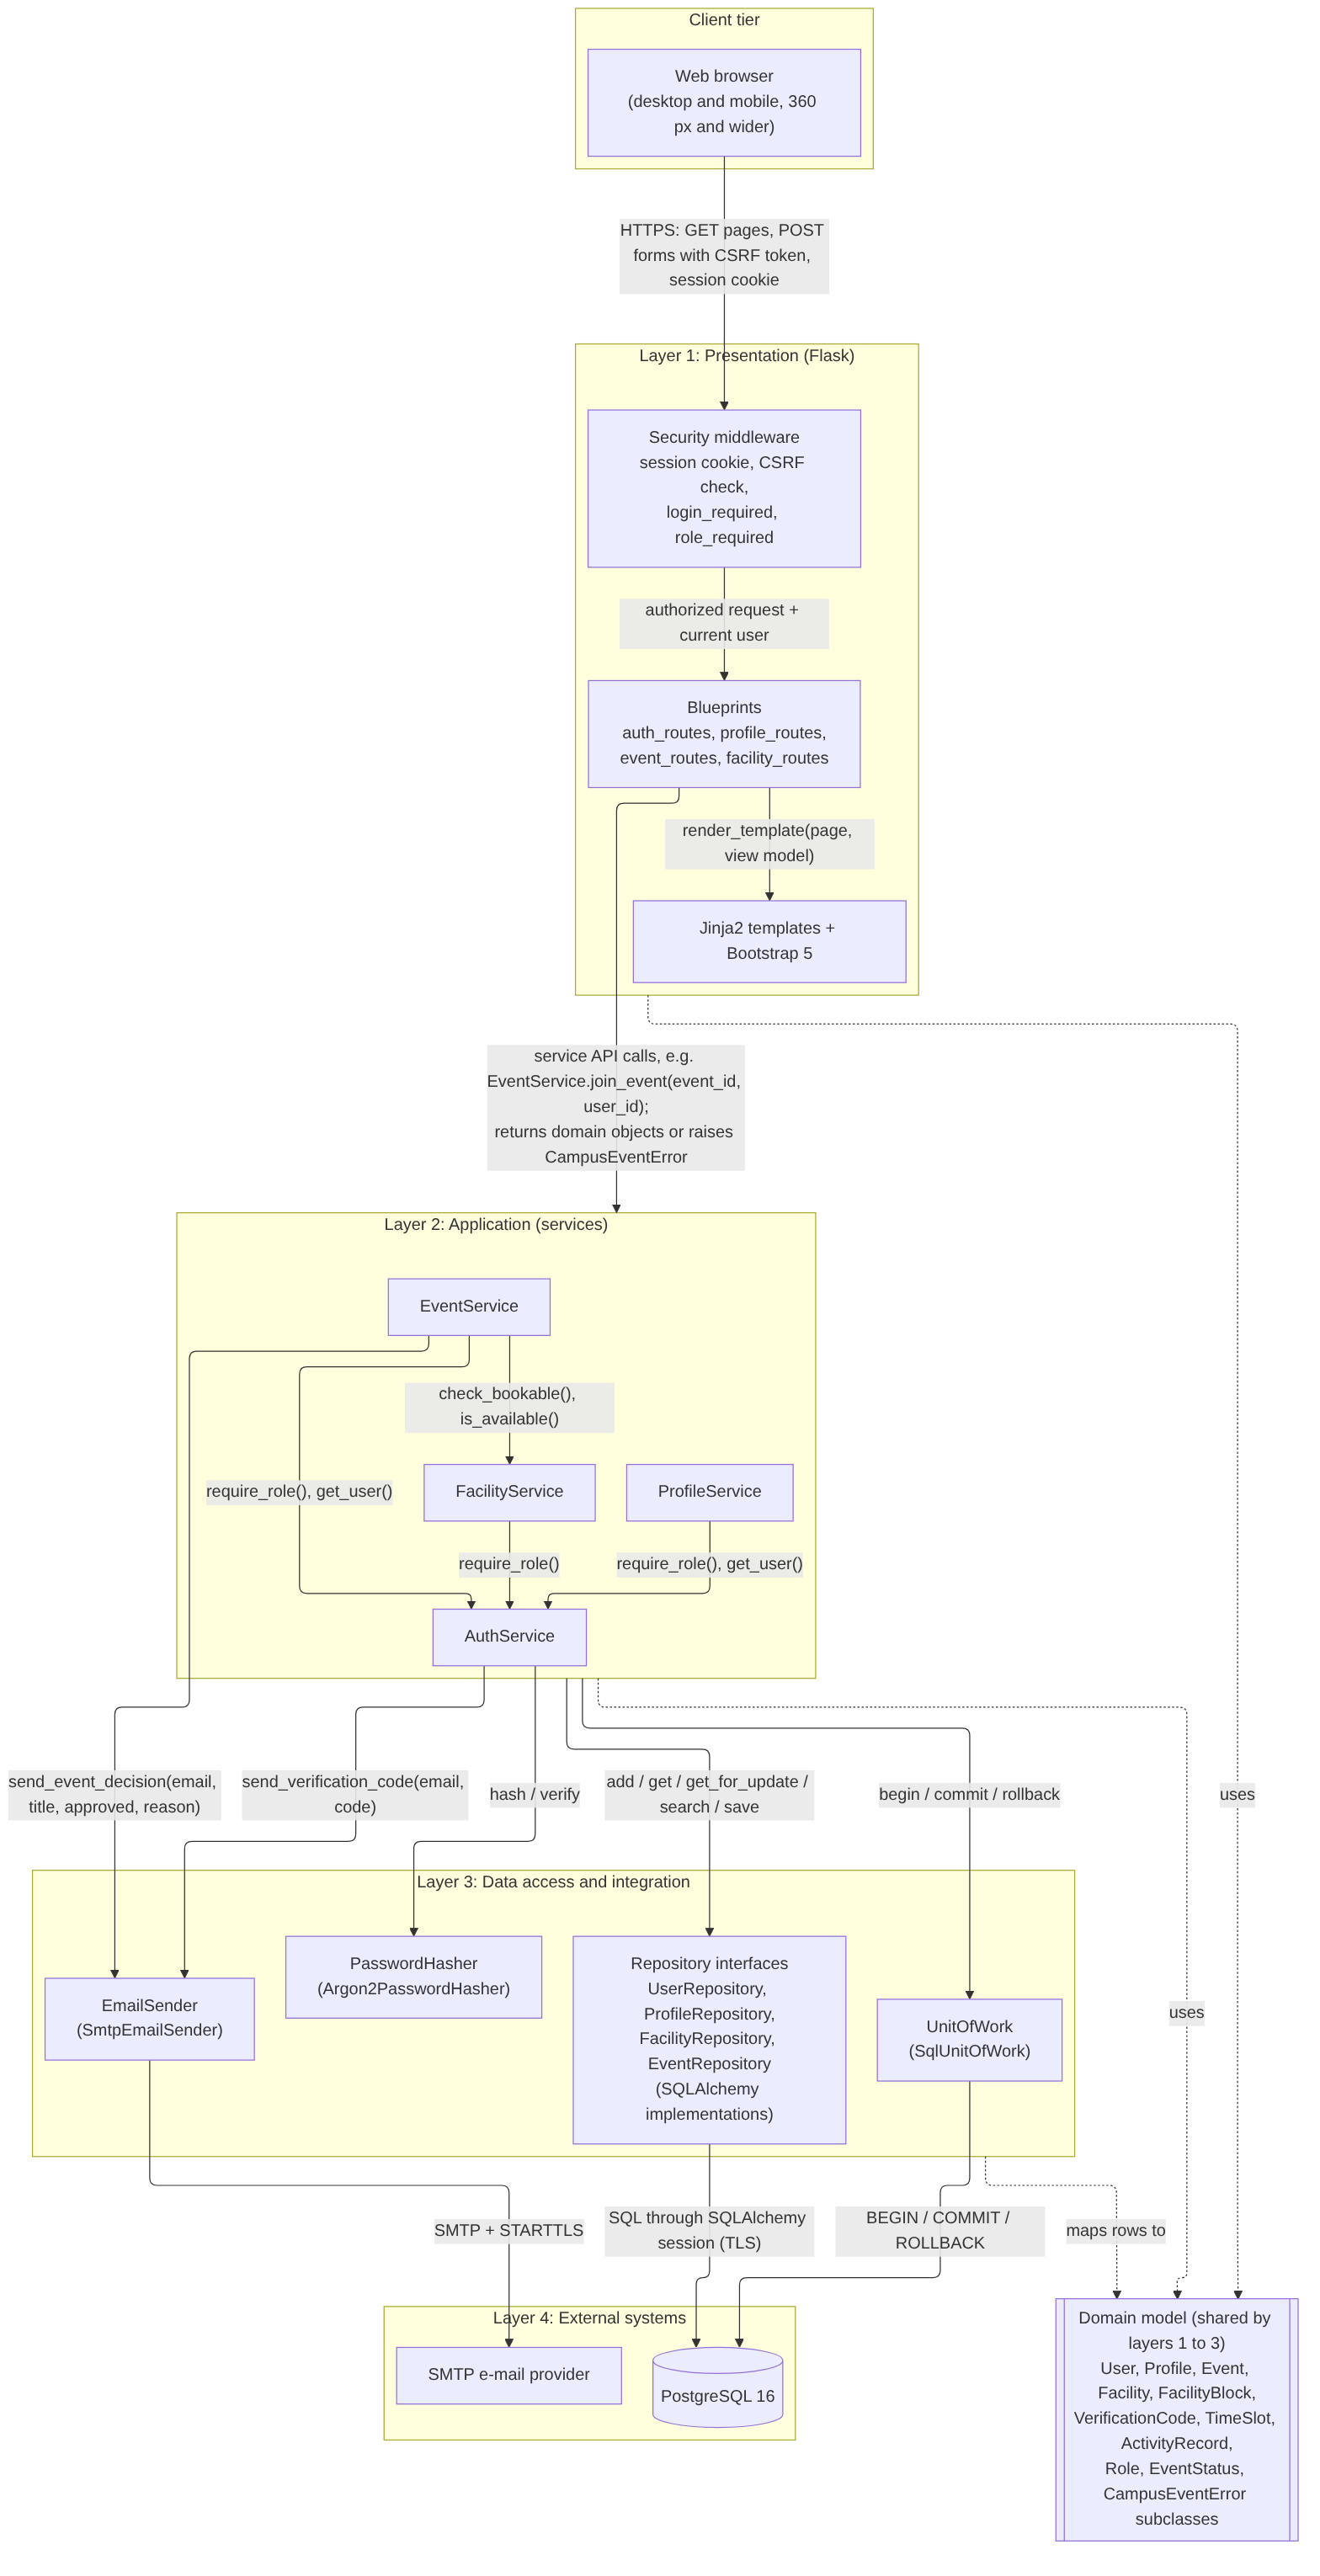 Client tier
Web browser
(desktop and mobile, 360
px and wider)
HTTPS: GET pages, POST
forms with CSRF token,
session cookie
Layer 1: Presentation (Flask)
Security middleware
session cookie, CSRF
check,
login_required,
role_required
authorized request +
current user
Blueprints
auth_routes, profile_routes,
event_routes, facility_routes
render_template(page,
view model)
Jinja2 templates +
Bootstrap 5
service API calls, e.g.
EventService.join_event(event_id,
user_id);
returns domain objects or raises
CampusEventError
Layer 2: Application (services)
EventService
check_bookable(),
is_available()
require_role(), get_user()
FacilityService
ProfileService
require_role()
require_role(), get_user()
AuthService
send_event_decision(email,
title, approved, reason)
send_verification_code(email,
code)
hash / verify
add / get / get_for_update /
search / save
begin / commit / rollback
uses
Layer 3: Data access and integration
EmailSender
(SmtpEmailSender)
PasswordHasher
(Argon2PasswordHasher)
Repository interfaces
UserRepository,
ProfileRepository,
FacilityRepository,
EventRepository
(SQLAlchemy
implementations)
UnitOfWork
(SqlUnitOfWork)
uses
SMTP + STARTTLS
SQL through SQLAlchemy
session (TLS)
BEGIN / COMMIT /
ROLLBACK
maps rows to
Layer 4: External systems
SMTP e-mail provider
PostgreSQL 16
Domain model (shared by
layers 1 to 3)
User, Profile, Event,
Facility, FacilityBlock,
VerificationCode, TimeSlot,
ActivityRecord,
Role, EventStatus,
CampusEventError
subclasses